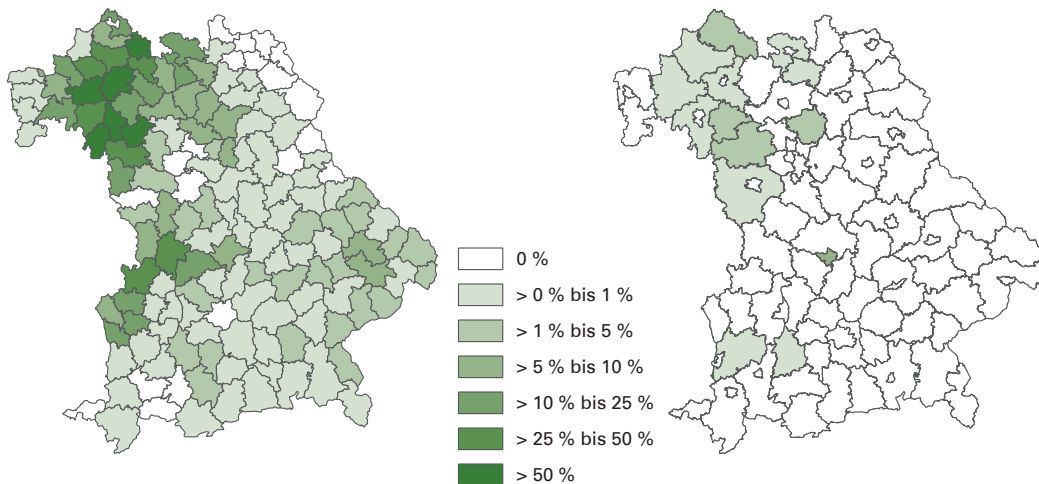 0 %
> 0 % bis 1 %
> 1 % bis 5 %
> 5 % bis 10 %
> 10 % bis 25 %
> 25 % bis 50 %
> 50 %